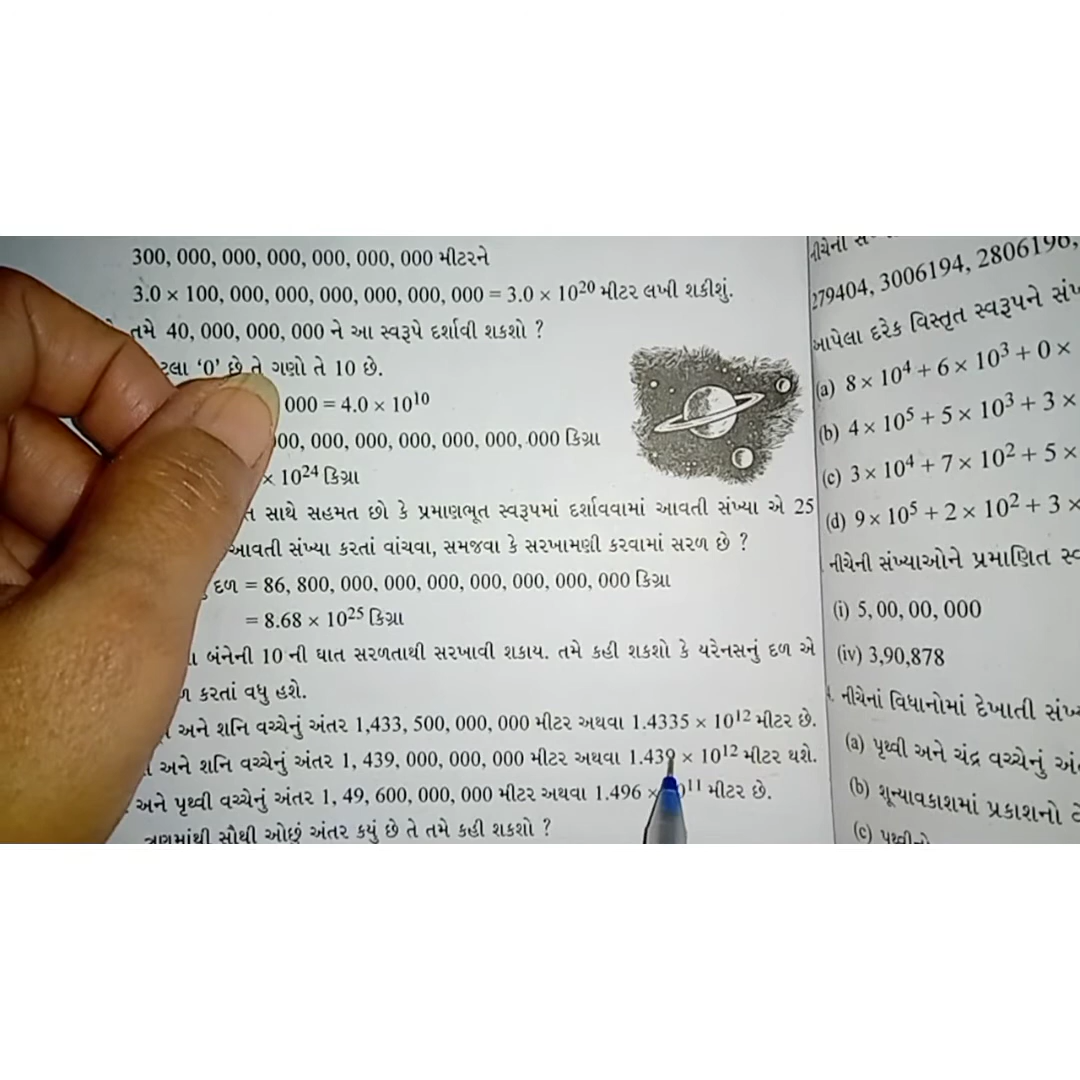 300, 000, 000, 000, 000, 000, 000 મીટરને
3.0 × 100, 000, 000, 000, 000, 000, 000 = 3.0 × 10²⁰ મીટર લખી શકીશું.
તમે 40, 000, 000, 000 ને આ સ્વરૂપે દર્શાવી શકશો ?
‘0’ છે તે ગણો તે 10 છે.
000 = 4.0 × 10¹⁰
000, 000, 000, 000, 000, 000 કિગ્રા
× 10²⁴ કિગ્રા
સાથે સહમત છો કે પ્રમાણભૂત સ્વરૂપમાં દર્શાવવામાં આવતી સંખ્યા એ 25
આવતી સંખ્યા કરતાં વાંચવા, સમજવા કે સરખામણી કરવામાં સરળ છે ?
દળ = 86, 800, 000, 000, 000, 000, 000, 000, 000 કિગ્રા
= 8.68 × 10²⁵ કિગ્રા
બંનેની 10 ની ઘાત સરળતાથી સરખાવી શકાય. તમે કહી શકશો કે યરેનસનું દળ એ
કરતાં વધુ હશે.
અને શનિ વચ્ચેનું અંતર 1,433, 500, 000, 000 મીટર અથવા 1.4335 × 10¹² મીટર છે.
અને શનિ વચ્ચેનું અંતર 1, 439, 000, 000, 000 મીટર અથવા 1.439 × 10¹² મીટર થશે.
અને પૃથ્વી વચ્ચેનું અંતર 1, 49, 600, 000, 000 મીટર અથવા 1.496 × 10¹¹ મીટર છે.
ત્રણમાંથી સૌથી ઓછું અંતર કયું છે તે તમે કહી શકશો ?
નીચેની
279404, 3006194, 2806196,
આપેલા દરેક વિસ્તૃત સ્વરૂપને
(a) 8 × 10⁴ + 6 × 10³ + 0 ×
(b) 4 × 10⁵ + 5 × 10³ + 3 ×
(c) 3 × 10⁴ + 7 × 10² + 5 ×
(d) 9 × 10⁵ + 2 × 10² + 3 ×
નીચેની સંખ્યાઓને પ્રમાણિત
(i) 5, 00, 00, 000
(iv) 3,90,878
નીચેનાં વિધાનોમાં દેખાતી
(a) પૃથ્વી અને ચંદ્ર વચ્ચેનું
(b) શૂન્યાવકાશમાં પ્રકાશનો
(c) પૃથ્વીનો